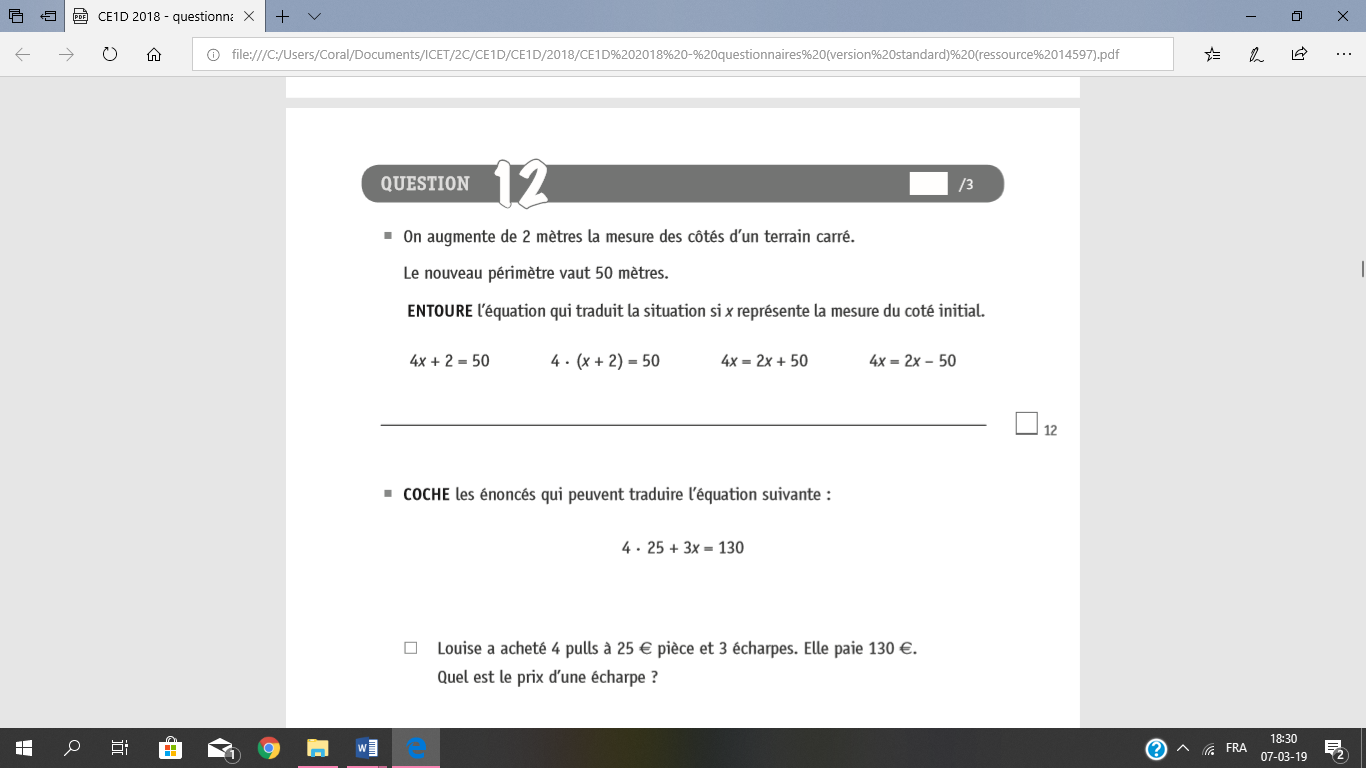 CE1D 2018 - questionna
file:///C:/Users/Coral/Documents/ICET/2C/CE1D/CE1D/2018/CE1D%202018%20-%20questionnaires%20(version%20standard)%20(ressource%2014597).pdf
QUESTION 12 /3
On augmente de 2 mètres la mesure des côtés d'un terrain carré.
Le nouveau périmètre vaut 50 mètres.
ENTOURE l'équation qui traduit la situation si x représente la mesure du coté initial.
4x + 2 = 50 4 · (x + 2) = 50 4x = 2x + 50 4x = 2x – 50
12
COCHE les énoncés qui peuvent traduire l'équation suivante :
4 · 25 + 3x = 130
Louise a acheté 4 pulls à 25 € pièce et 3 écharpes. Elle paie 130 €.
Quel est le prix d'une écharpe ?
1 W FRA 18:30
07-03-19 2